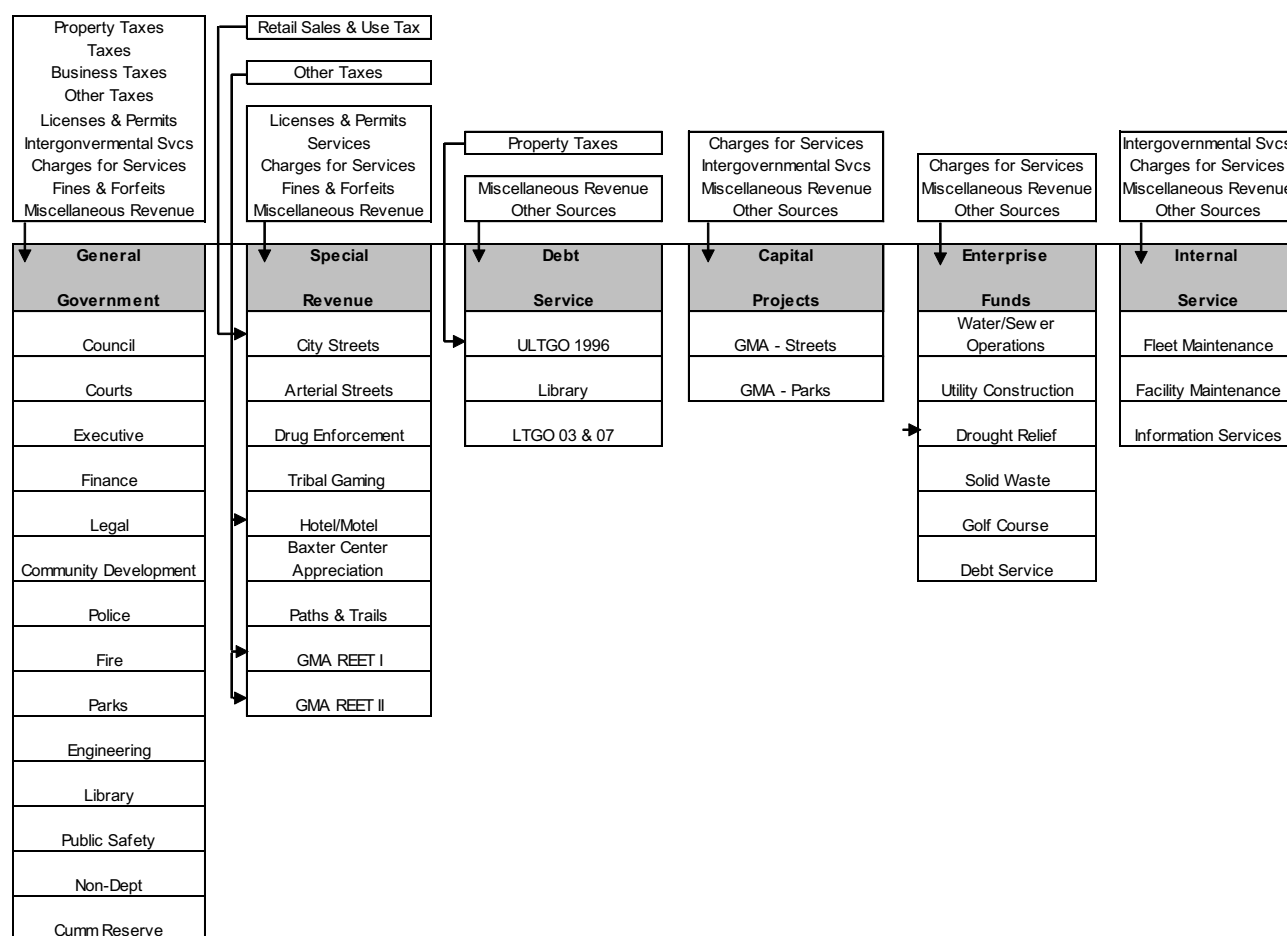 Property Taxes
Taxes
Business Taxes
Other Taxes
Licenses & Permits
Intergonvermental Svcs
Charges for Services
Fines & Forfeits
Miscellaneous Revenue
General
Government
Council
Courts
Executive
Finance
Legal
Community Development
Police
Fire
Parks
Engineering
Library
Public Safety
Non-Dept
Cumm Reserve
Retail Sales & Use Tax
Other Taxes
Licenses & Permits
Services
Charges for Services
Fines & Forfeits
Miscellaneous Revenue
Special
Revenue
City Streets
Arterial Streets
Drug Enforcement
Tribal Gaming
Hotel/Motel
Baxter Center
Appreciation
Paths & Trails
GMA REET I
GMA REET II
Property Taxes
Miscellaneous Revenue
Other Sources
Debt
Service
ULTGO 1996
Library
LTGO 03 & 07
Charges for Services
Intergovernmental Svcs
Miscellaneous Revenue
Other Sources
Capital
Projects
GMA - Streets
GMA - Parks
Charges for Services
Miscellaneous Revenue
Other Sources
Enterprise
Funds
Water/Sewer
Operations
Utility Construction
Drought Relief
Solid Waste
Golf Course
Debt Service
Intergovernmental Svcs
Charges for Services
Miscellaneous Revenue
Other Sources
Internal
Service
Fleet Maintenance
Facility Maintenance
Information Services